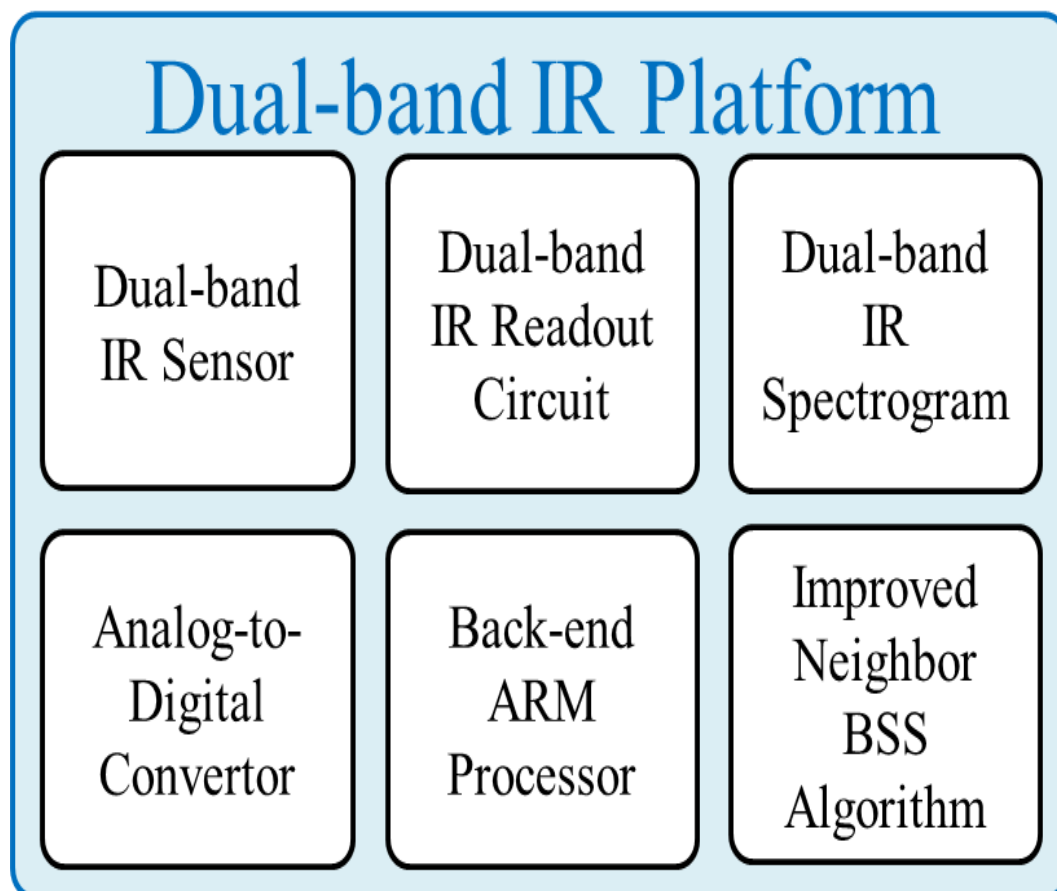 Dual-band IR Platform
Dual-band
IR Sensor
Dual-band
IR Readout
Circuit
Dual-band
IR
Spectrogram
Analog-to-
Digital
Convertor
Back-end
ARM
Processor
Improved
Neighbor
BSS
Algorithm